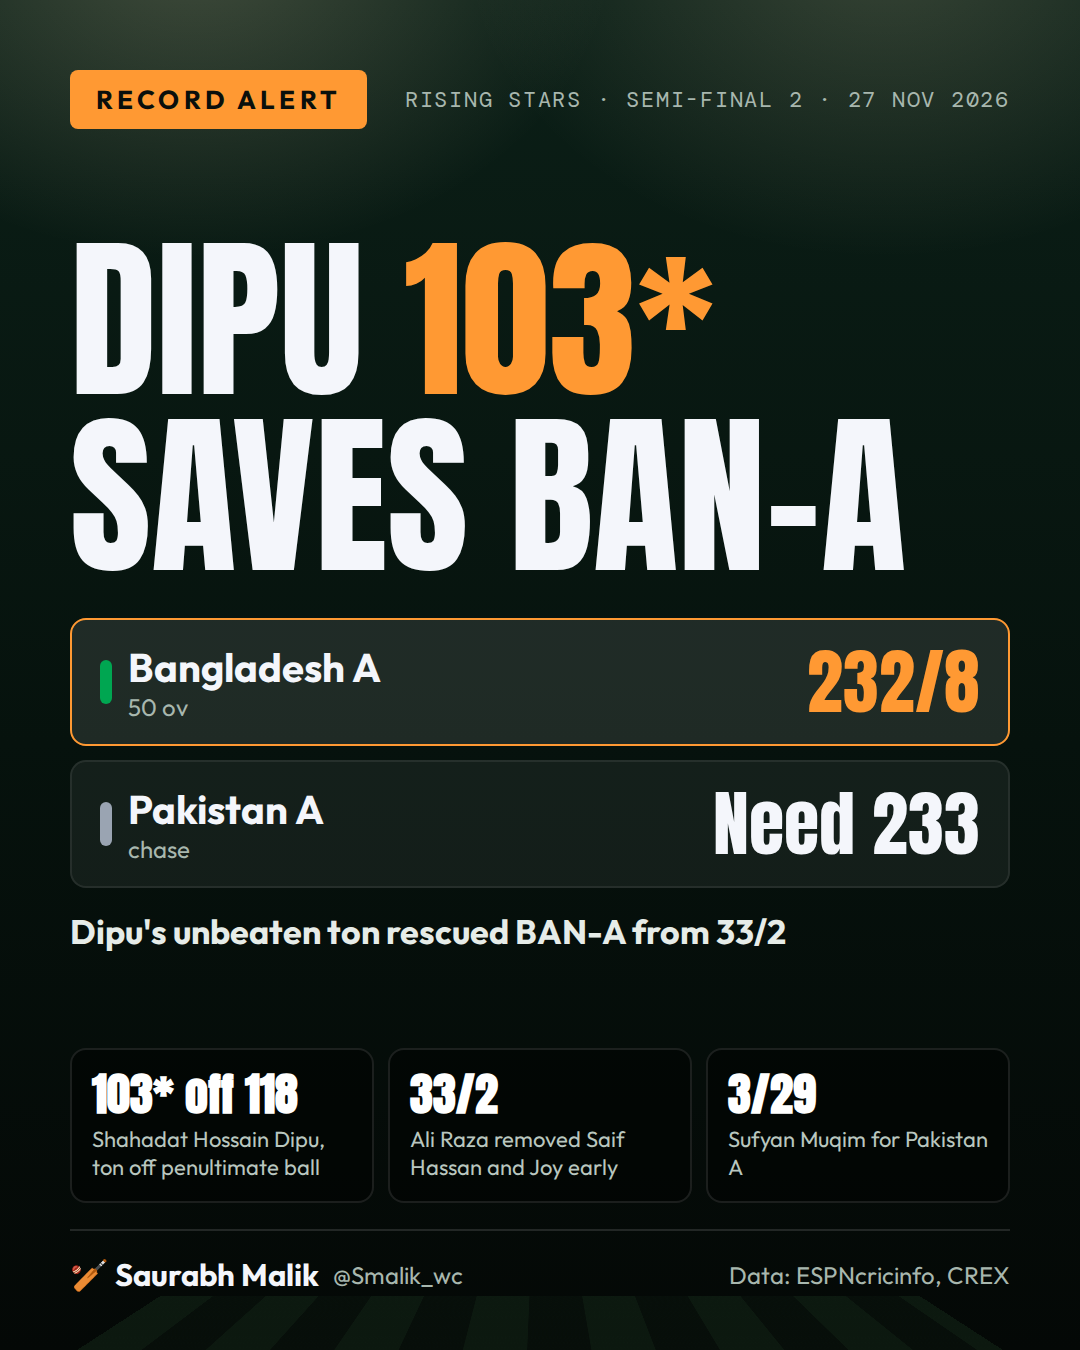 RECORD ALERT
RISING STARS · SEMI-FINAL 2 · 27 NOV 2026
DIPU 103*
SAVES BAN-A
Bangladesh A
50 ov
232/8
Pakistan A
chase
Need 233
Dipu's unbeaten ton rescued BAN-A from 33/2
103* off 118
Shahadat Hossain Dipu,
ton off penultimate ball
33/2
Ali Raza removed Saif
Hassan and Joy early
3/29
Sufyan Muqim for Pakistan
A
Saurabh Malik @Smalik_wc
Data: ESPNcricinfo, CREX